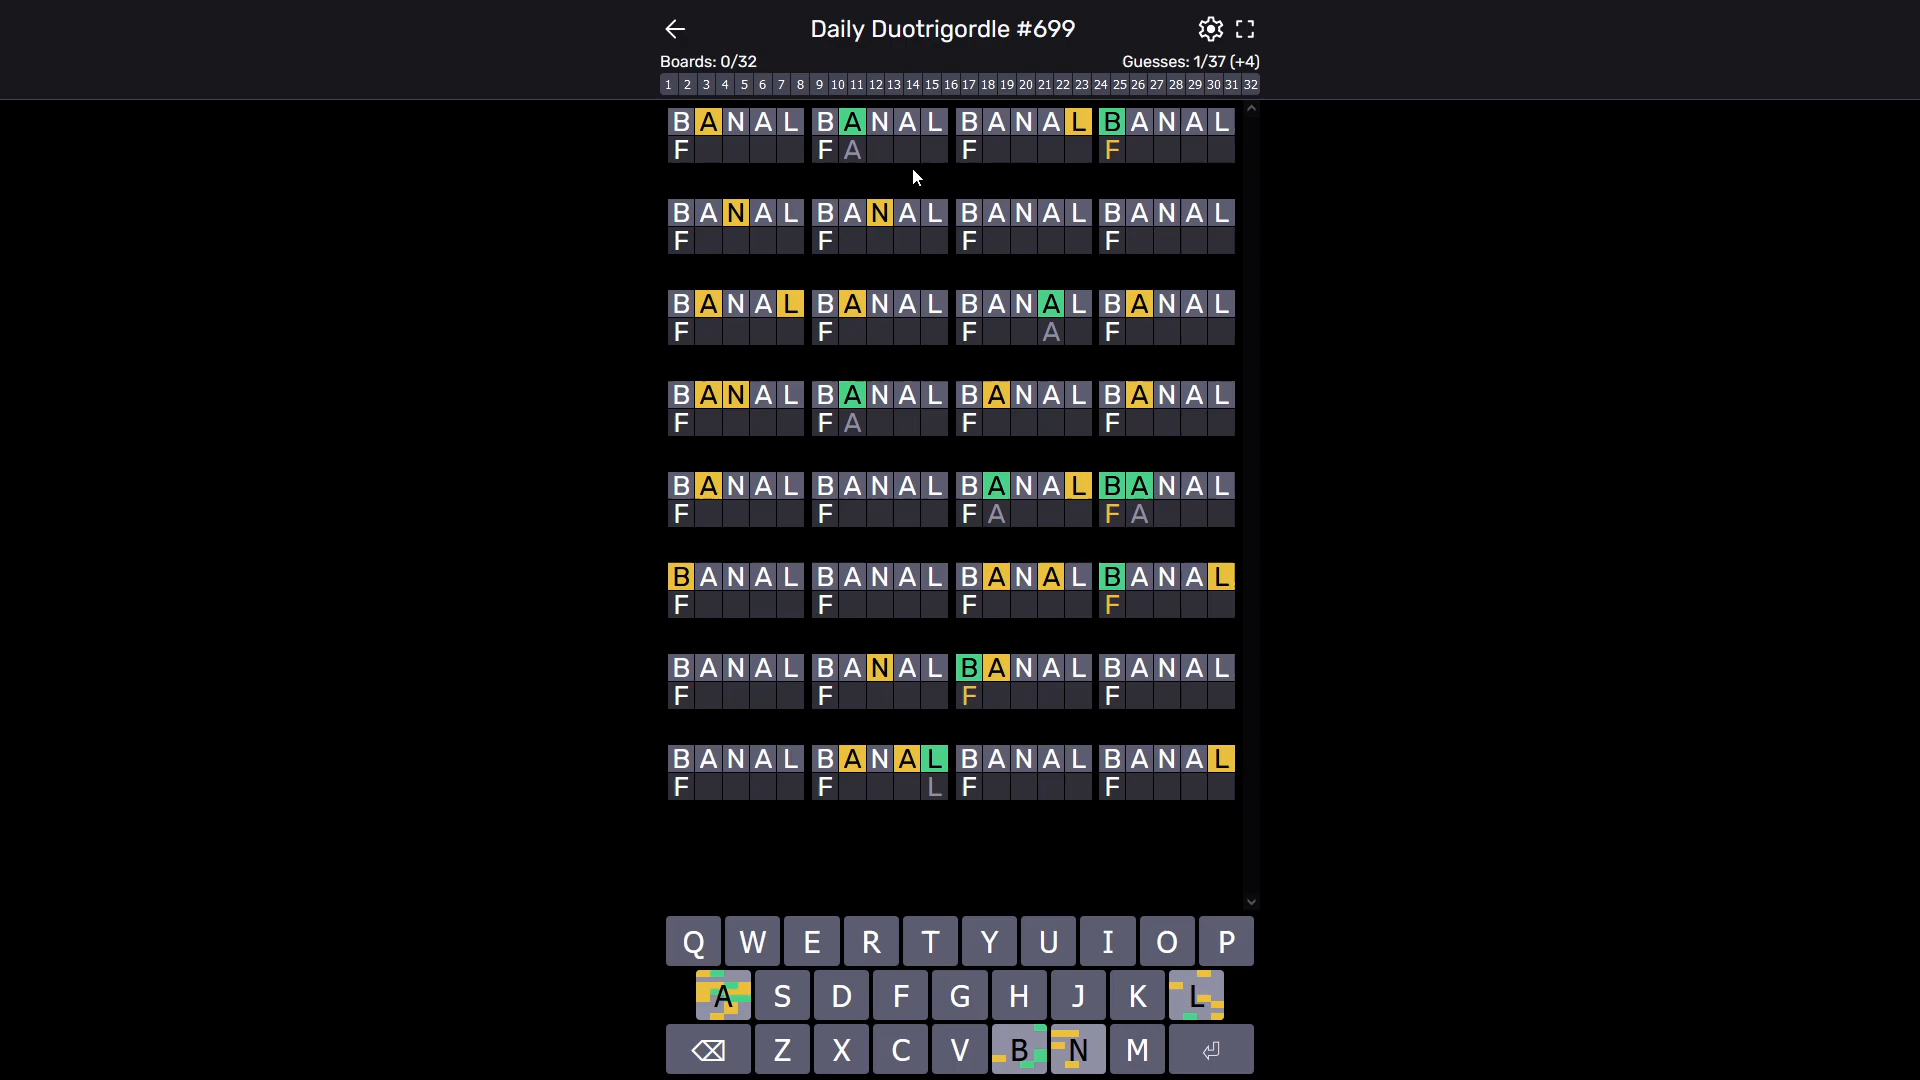 Daily Duotrigordle #699
Boards: 0/32 Guesses: 1/37 (+4)
1 2 3 4 5 6 7 8 9 10 11 12 13 14 15 16 17 18 19 20 21 22 23 24 25 26 27 28 29 30 31 32
BANAL BANAL BANAL BANAL
F FA F F
BANAL BANAL BANAL BANAL
F F F F
BANAL BANAL BANAL BANAL
F F F A F
BANAL BANAL BANAL BANAL
F FA F F
BANAL BANAL BANAL BANAL
F F FA FA
BANAL BANAL BANAL BANAL
F F F F
BANAL BANAL BANAL BANAL
F F F F
BANAL BANAL BANAL BANAL
F F L F F
Q W E R T Y U I O P
A S D F G H J K L
Z X C V B N M